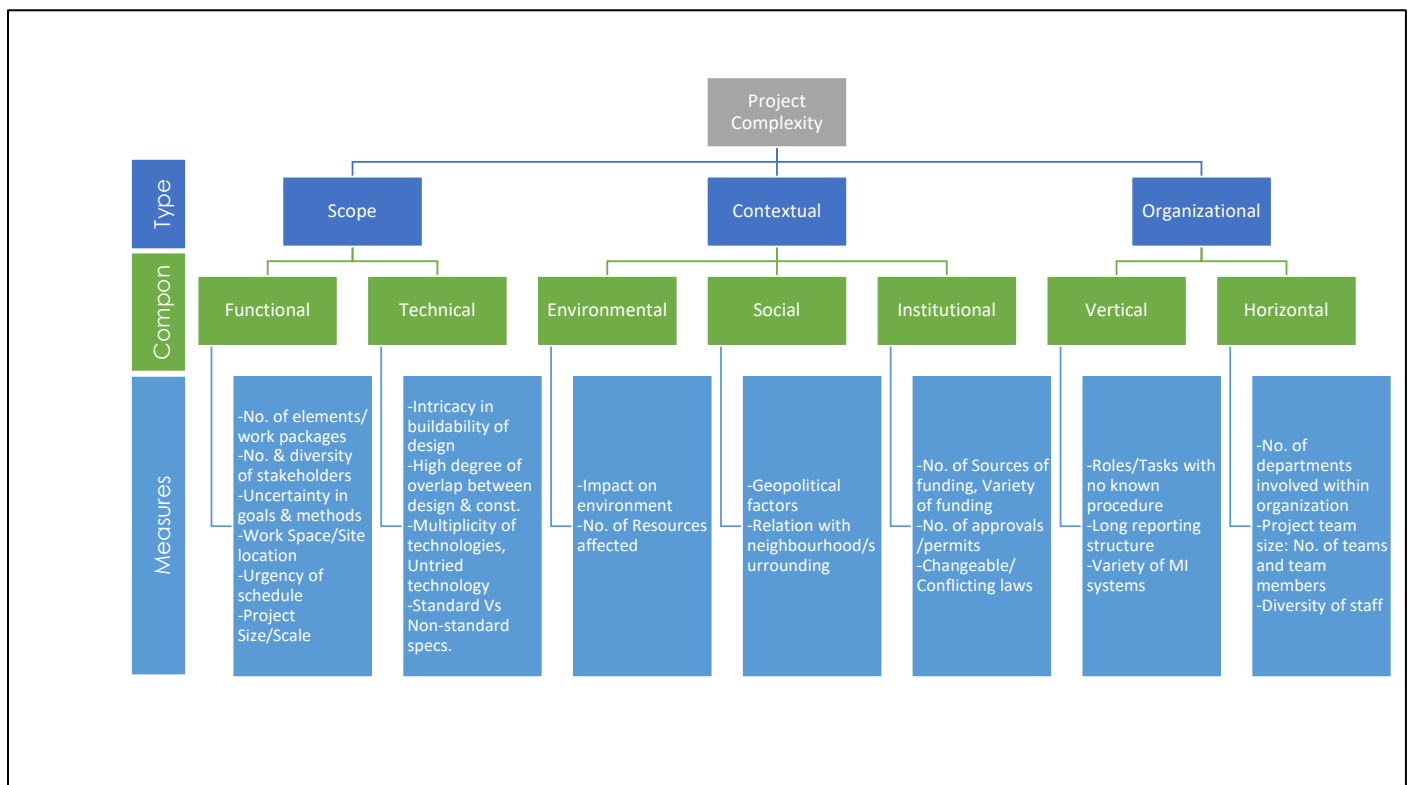 Project
Complexity
Type
Scope
Contextual
Organizational
Compon
Functional
Technical
Environmental
Social
Institutional
Vertical
Horizontal
Measures
-No. of elements/
work packages
-No. & diversity
of stakeholders
-Uncertainty in
goals & methods
-Work Space/Site
location
-Urgency of
schedule
-Project
Size/Scale
-Intricacy in
buildability of
design
-High degree of
overlap between
design & const.
-Multiplicity of
technologies,
Untried
technology
-Standard Vs
Non-standard
specs.
-Impact on
environment
-No. of Resources
affected
-Geopolitical
factors
-Relation with
neighbourhood/s
urrounding
-No. of Sources of
funding, Variety
of funding
-No. of approvals
/permits
-Changeable/
Conflicting laws
-Roles/Tasks with
no known
procedure
-Long reporting
structure
-Variety of MI
systems
-No. of
departments
involved within
organization
-Project team
size: No. of teams
and team
members
-Diversity of staff